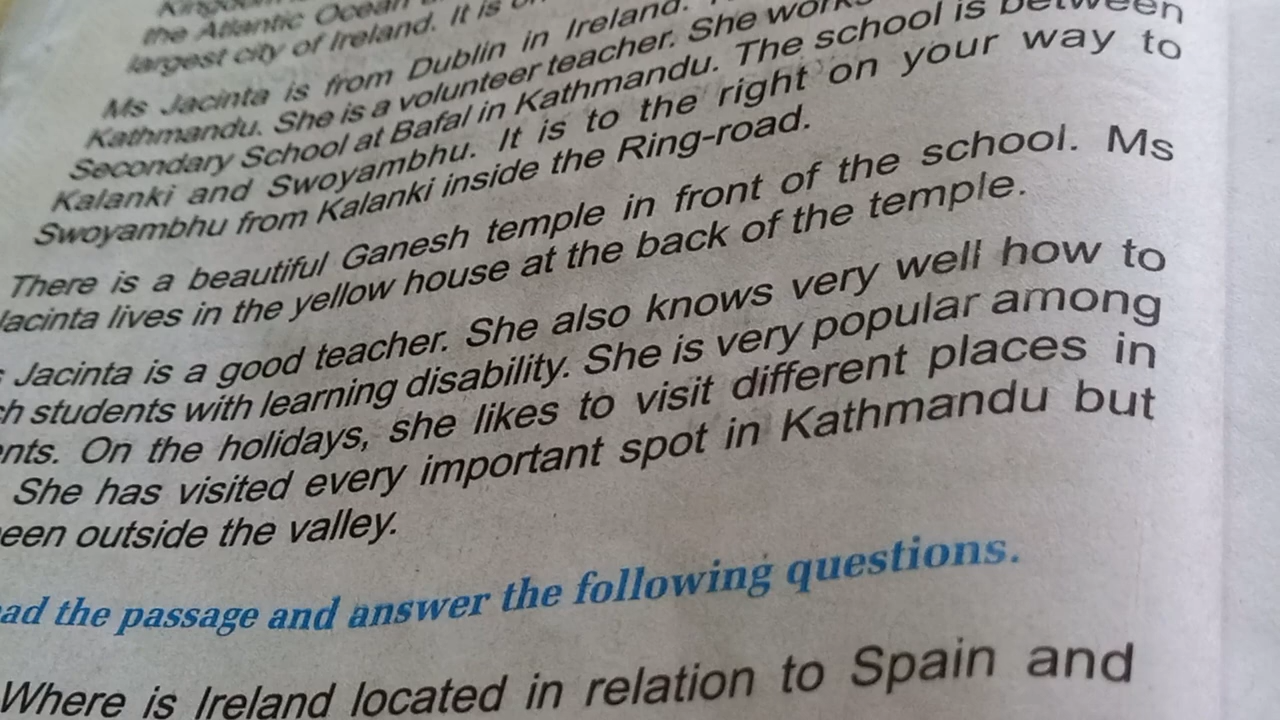 the Atlantic Ocean
largest city of Ireland. It is
Ms Jacinta is from Dublin in Ireland.
Kathmandu. She is a volunteer teacher. She works
Secondary School at Bafal in Kathmandu. The school is between
Kalanki and Swoyambhu. It is to the right on your way to
Swoyambhu from Kalanki inside the Ring-road.
There is a beautiful Ganesh temple in front of the school. Ms
Jacinta lives in the yellow house at the back of the temple.
Jacinta is a good teacher. She also knows very well how to
ch students with learning disability. She is very popular among
ents. On the holidays, she likes to visit different places in
She has visited every important spot in Kathmandu but
een outside the valley.
ad the passage and answer the following questions.
Where is Ireland located in relation to Spain and